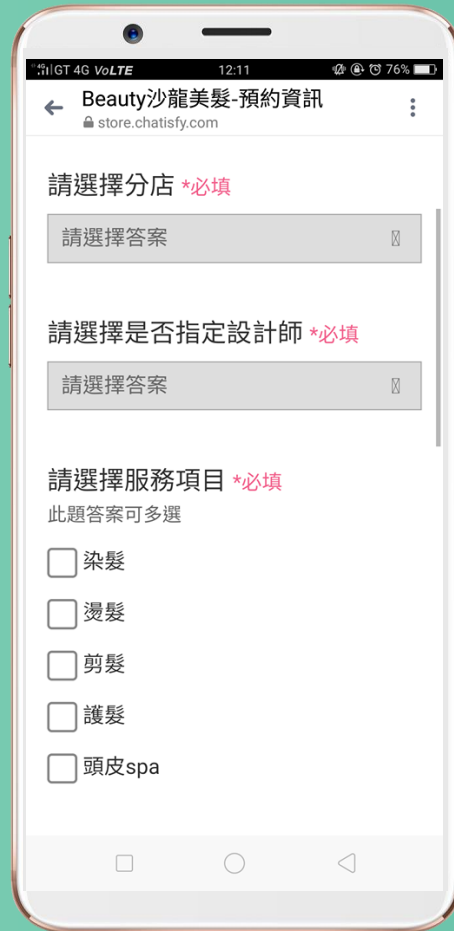 4G GT 4G VoLTE 12:11 76%
Beauty沙龍美髮-預約資訊
store.chatisfy.com
請選擇分店 *必填
請選擇答案
請選擇是否指定設計師 *必填
請選擇答案
請選擇服務項目 *必填
此題答案可多選
染髮
燙髮
剪髮
護髮
頭皮spa